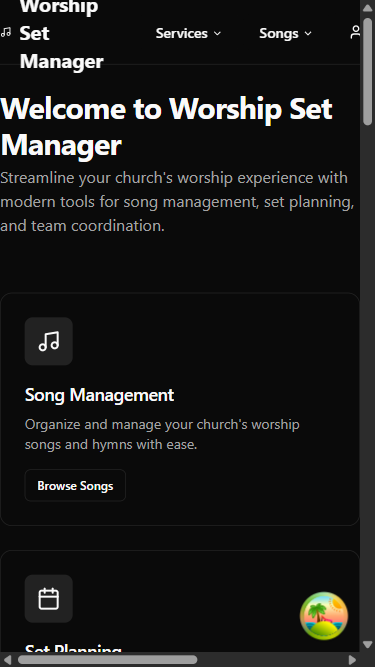 Worship
Set
Manager
Services
Songs
Welcome to Worship Set
Manager
Streamline your church's worship experience with
modern tools for song management, set planning,
and team coordination.
Song Management
Organize and manage your church's worship
songs and hymns with ease.
Browse Songs
Set Planning